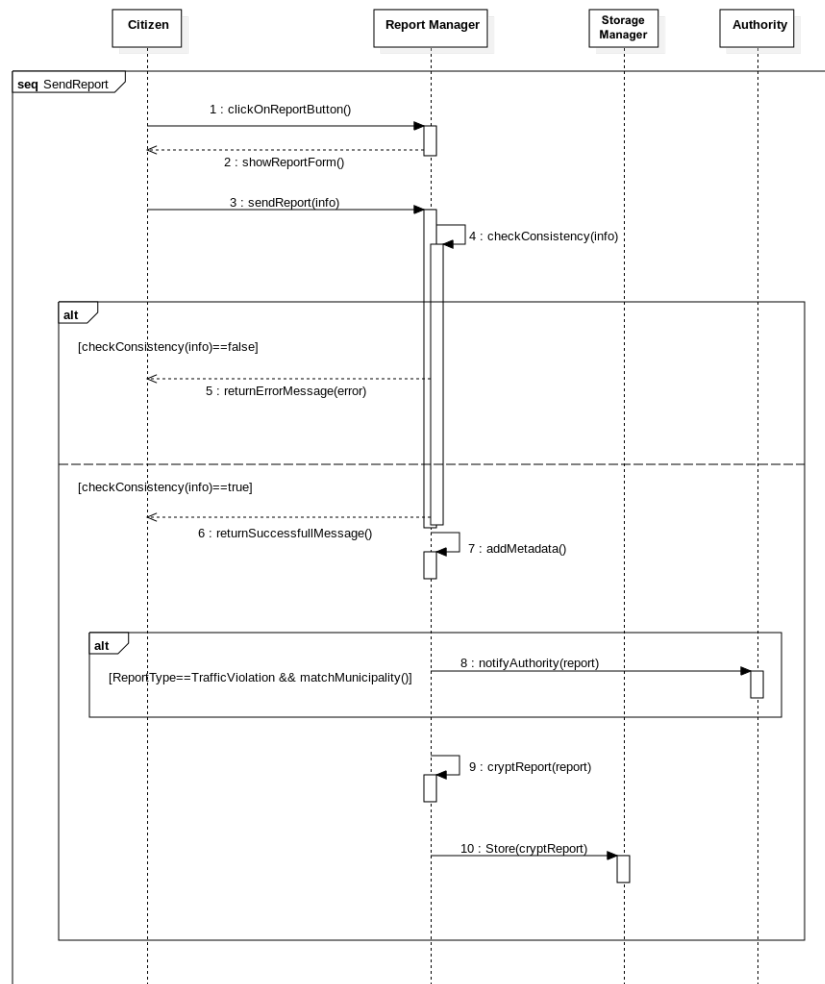 Citizen
Report Manager
Storage
Manager
Authority
seq SendReport
1 : clickOnReportButton()
2 : showReportForm()
3 : sendReport(info)
4 : checkConsistency(info)
alt
[checkConsistency(info)==false]
5 : returnErrorMessage(error)
[checkConsistency(info)==true]
6 : returnSuccessfullMessage()
7 : addMetadata()
alt
8 : notifyAuthority(report)
[ReportType==TrafficViolation && matchMunicipality()]
9 : cryptReport(report)
10 : Store(cryptReport)